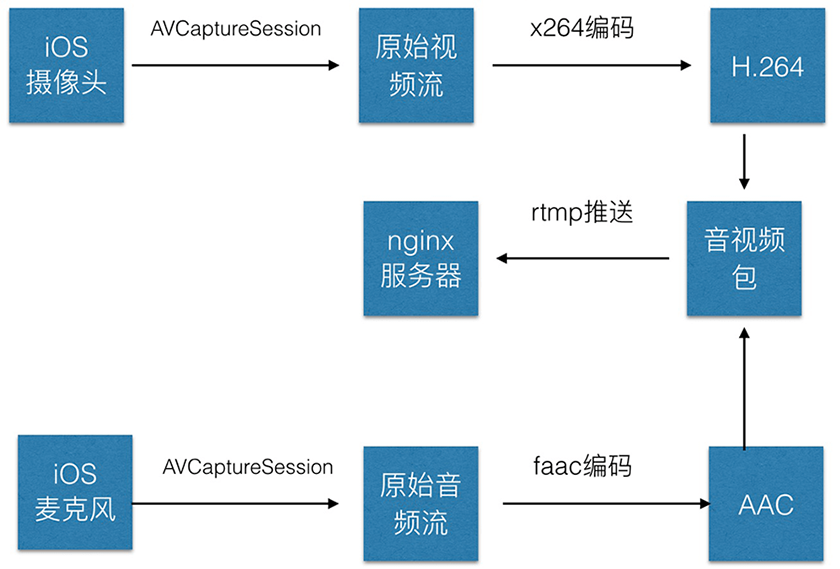 iOS
摄像头
AVCaptureSession
原始视
频流
x264编码
H.264
nginx
服务器
rtmp推送
音视频
包
iOS
麦克风
AVCaptureSession
原始音
频流
faac编码
AAC